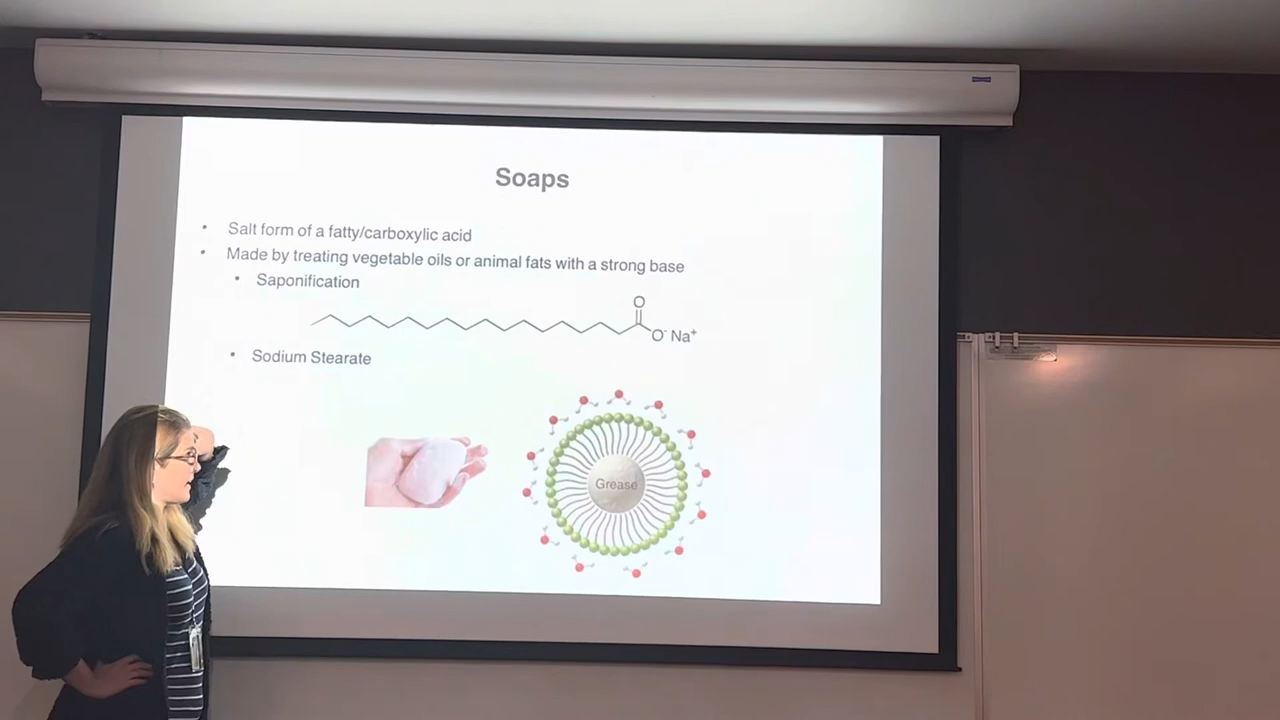 Soaps
• Salt form of a fatty/carboxylic acid
• Made by treating vegetable oils or animal fats with a strong base
• Saponification
O
O⁻ Na⁺
• Sodium Stearate
Grease